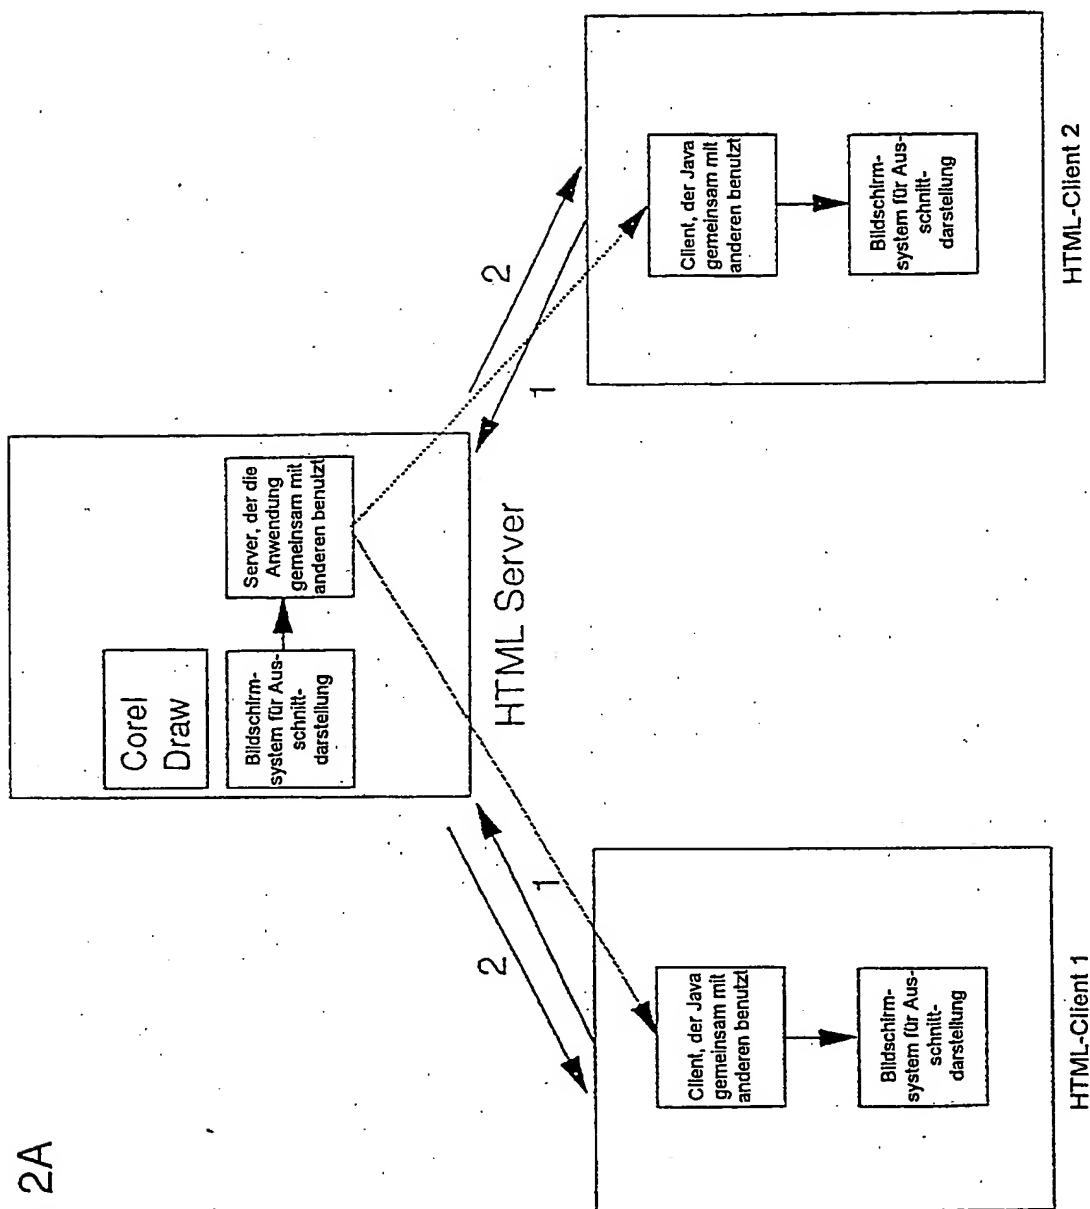 2A
Corel
Draw
Bildschirm-
system für Aus-
schnitt-
darstellung
Server, der die
Anwendung
gemeinsam mit
anderen benutzt
HTML Server
2
1
2
1
Client, der Java
gemeinsam mit
anderen benutzt
Bildschirm-
system für Aus-
schnitt-
darstellung
HTML-Client 1
Client, der Java
gemeinsam mit
anderen benutzt
Bildschirm-
system für Aus-
schnitt-
darstellung
HTML-Client 2